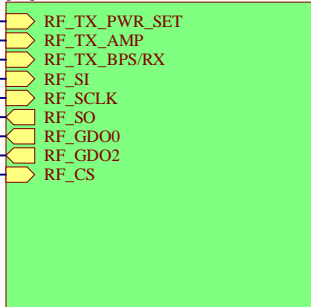 RF_TX_PWR_SET
RF_TX_AMP
RF_TX_BPS/RX
RF_SI
RF_SCLK
RF_SO
RF_GDO0
RF_GDO2
RF_CS